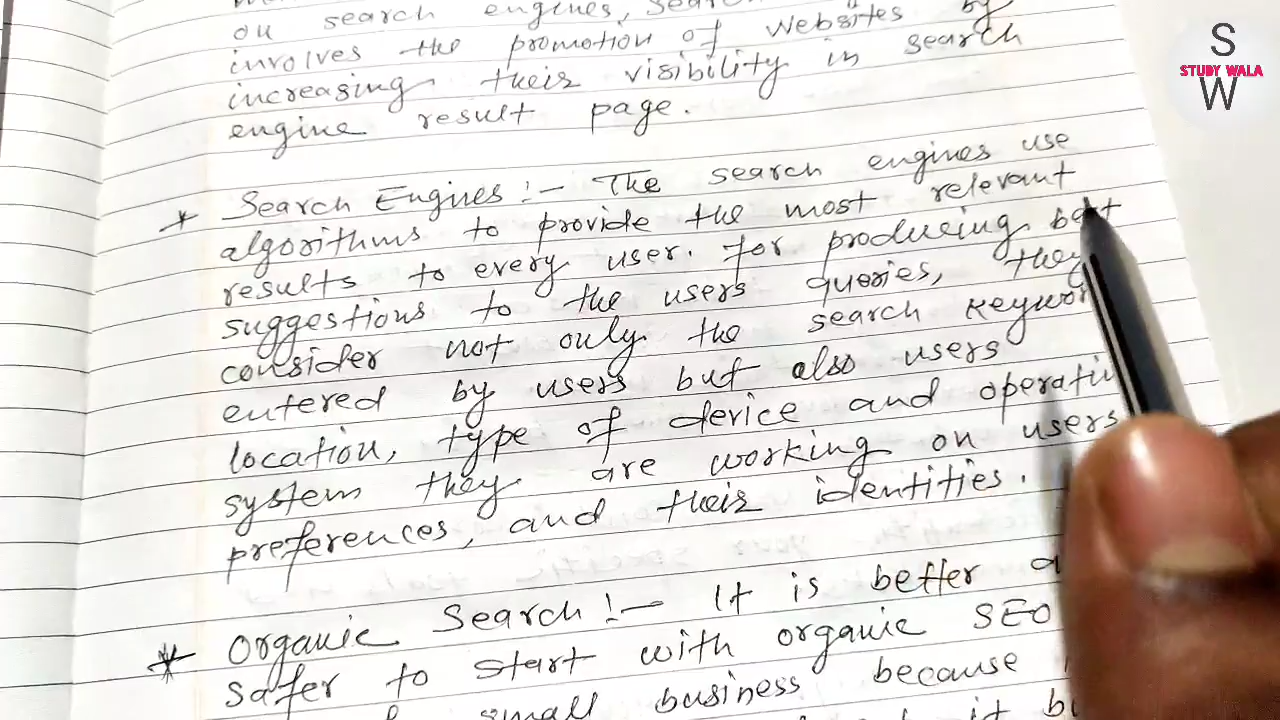 on search engines, search
involves the promotion of websites by
increasing their visibility in search
engine result page.
* Search Engines :- The search engines use
algorithms to provide the most relevant
results to every user. For producing best
suggestions to the users queries, they
consider not only the search
entered by users but also users
location, type of device and
system they are working on users
preferences, and their identities.
* Organic Search :- It is better
safer to start with organic SEO
small business because
it
S
STUDY WALA
W